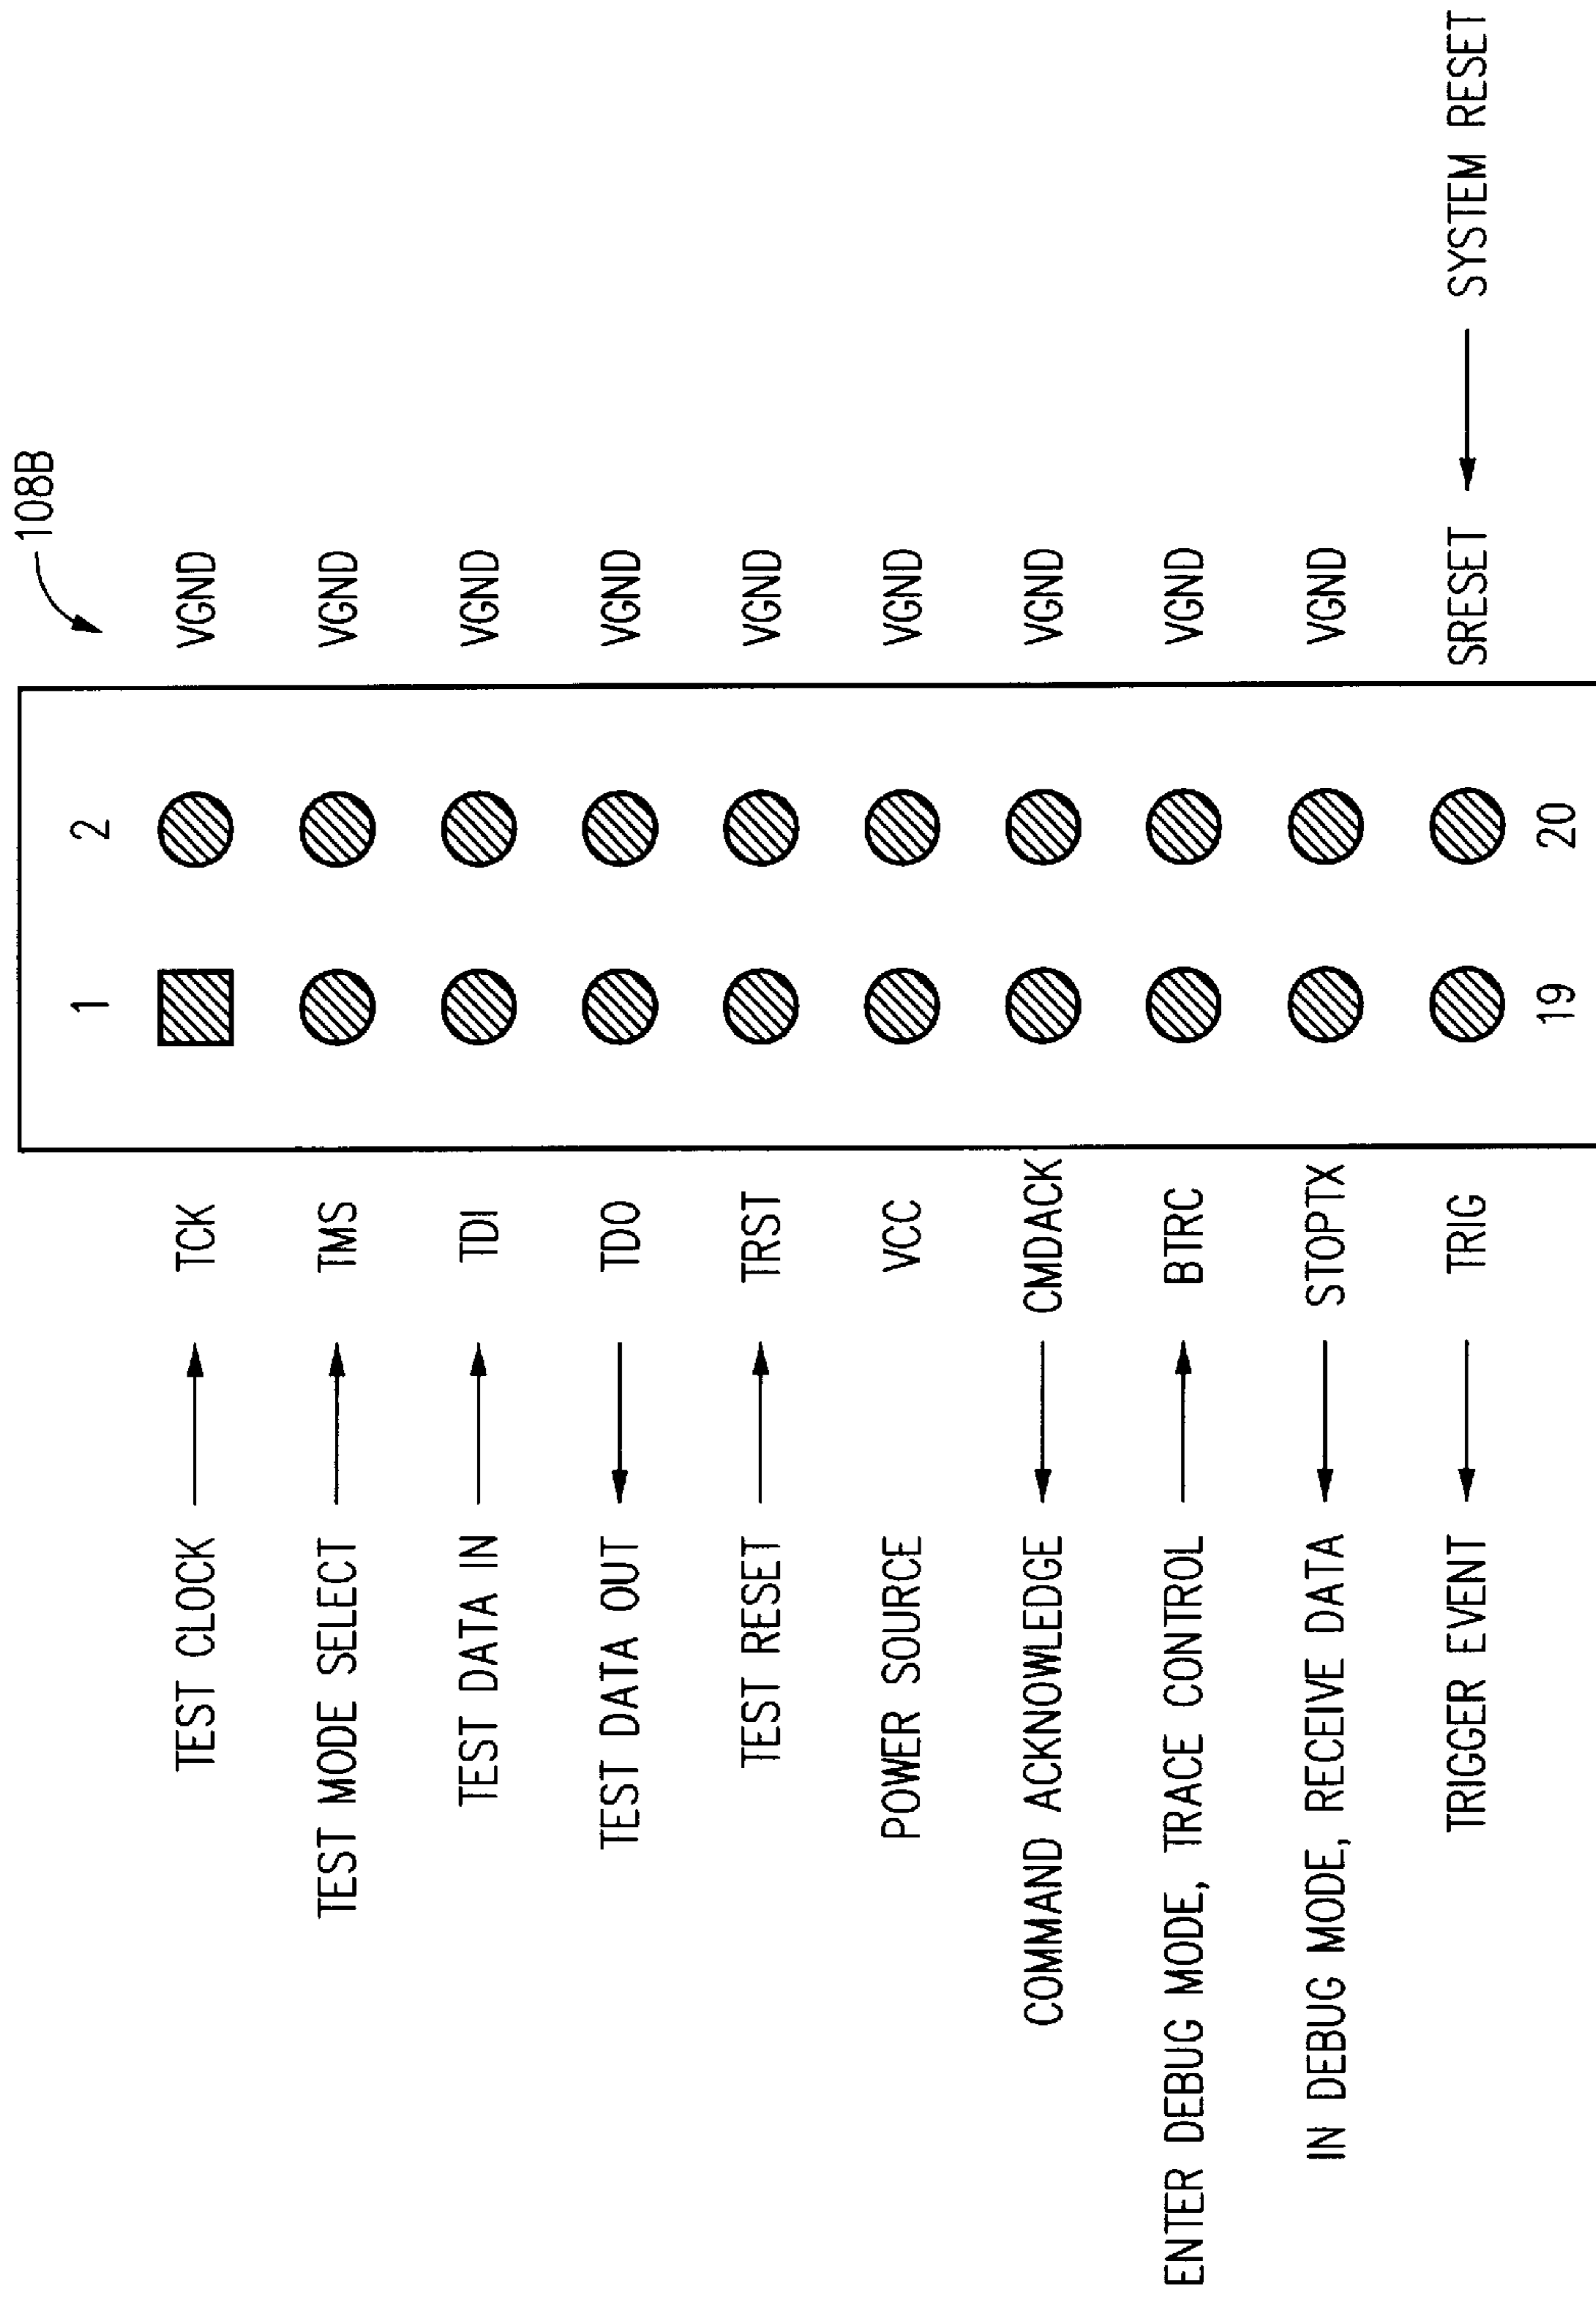 108B
1 2
TEST CLOCK TCK VGND
TEST MODE SELECT TMS VGND
TEST DATA IN TDI VGND
TEST DATA OUT TDO VGND
TEST RESET TRST VGND
POWER SOURCE VCC VGND
COMMAND ACKNOWLEDGE CMDACK VGND
ENTER DEBUG MODE, TRACE CONTROL BTRC VGND
IN DEBUG MODE, RECEIVE DATA STOPTX VGND
TRIGGER EVENT TRIG SRESET SYSTEM RESET
19 20